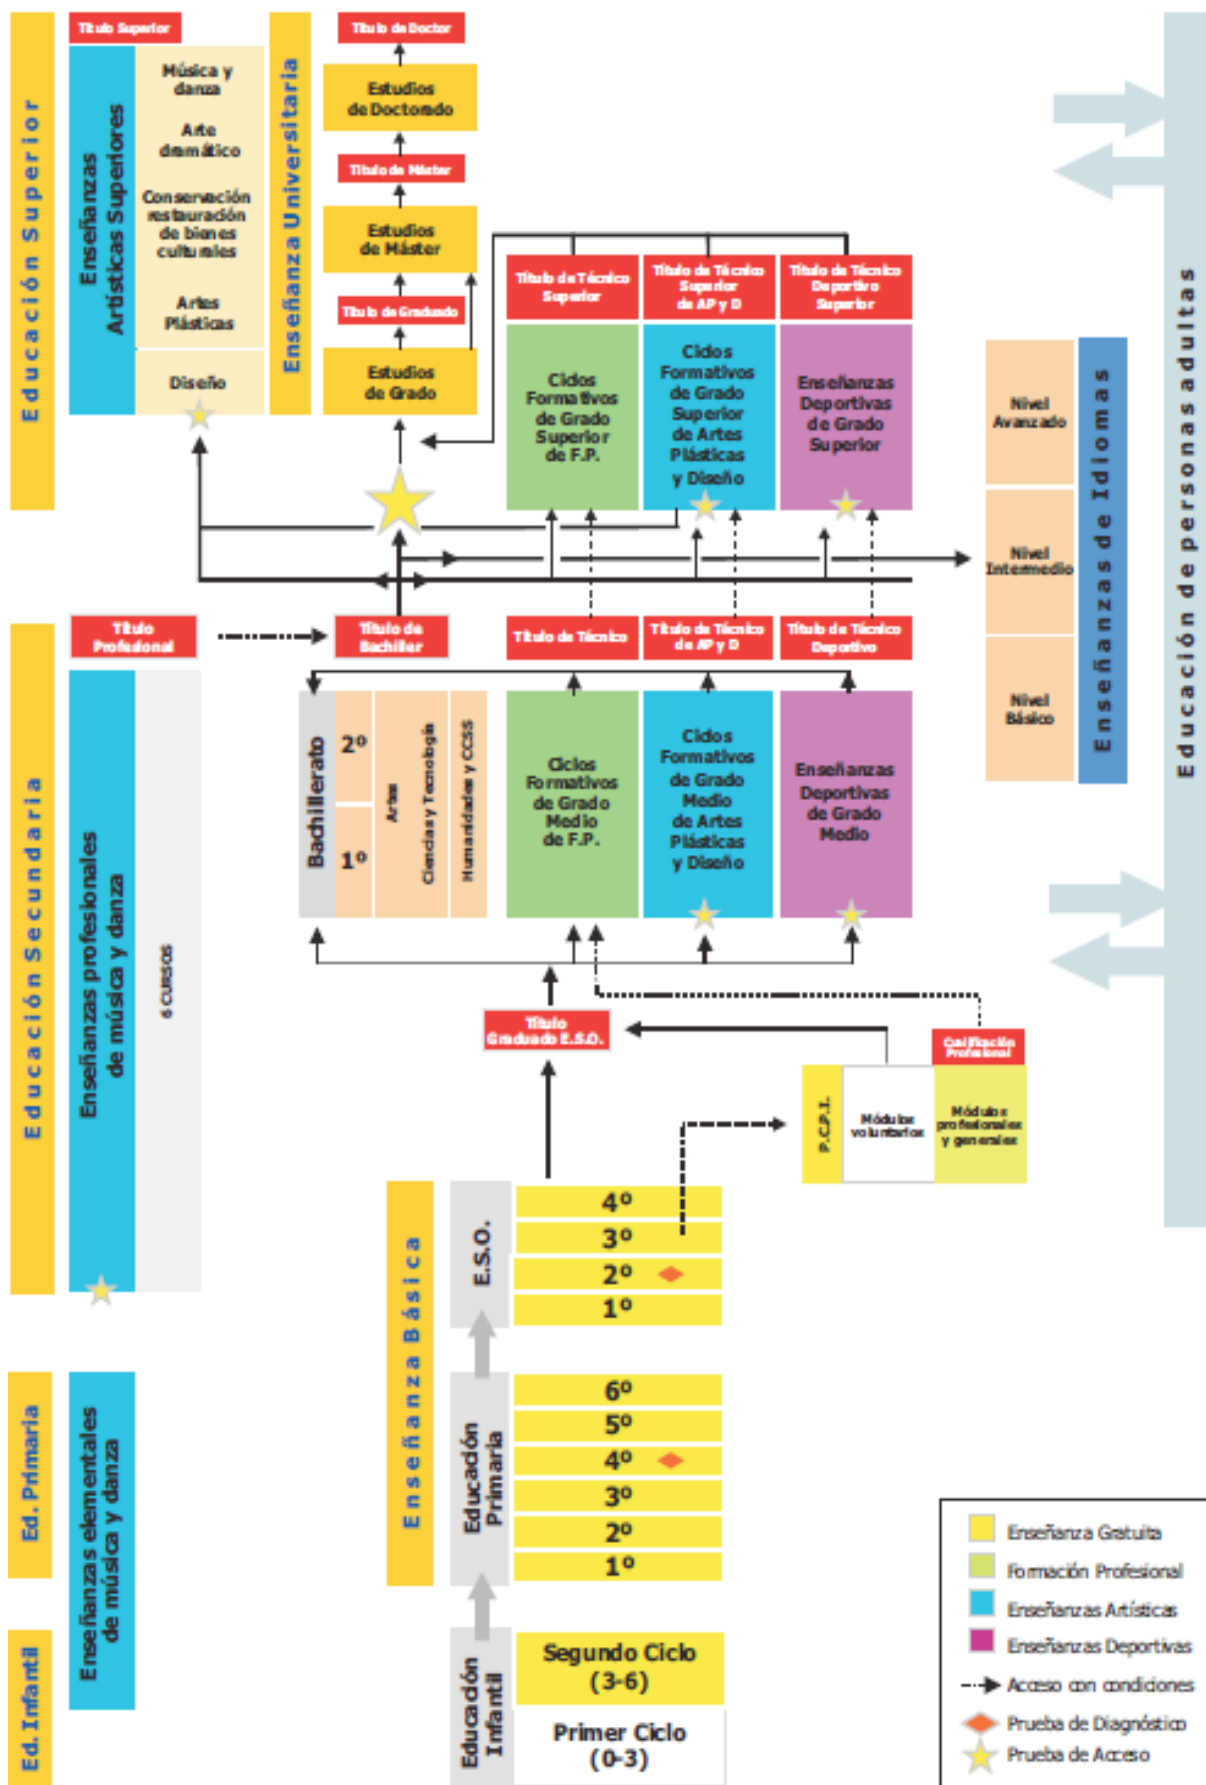 Educación Superior
Título Superior
Enseñanzas
Artísticas Superiores
Música y
danza
Arte
dramático
Conservación
restauración
de bienes
culturales
Artes
Plásticas
Diseño
Enseñanza Universitaria
Título de Doctor
Estudios
de Doctorado
Título de Máster
Estudios
de Máster
Título de Graduado
Estudios
de Grado
Título de Técnico
Superior
Título de Técnico
Superior
de AP y D
Título de Técnico
Deportivo
Superior
Ciclos
Formativos
de Grado
Superior
de F.P.
Ciclos
Formativos
de Grado
Superior
de Artes
Plásticas
y Diseño
Enseñanzas
Deportivas
de Grado
Superior
Nivel
Avanzado
Nivel
Intermedio
Nivel
Básico
Enseñanzas de Idiomas
Educación de personas adultas
Educación Secundaria
Título
Profesional
Título de
Bachiller
Título de Técnico
Título de Técnico
de AP y D
Título de Técnico
Deportivo
Enseñanzas profesionales
de música y danza
6 CURSOS
Bachillerato
2º
1º
Artes
Ciencias y Tecnología
Humanidades y CCSS
Ciclos
Formativos
de Grado
Medio
de F.P.
Ciclos
Formativos
de Grado
Medio
de Artes
Plásticas
y Diseño
Enseñanzas
Deportivas
de Grado
Medio
Título
Graduado E.S.O.
Cualificación
Profesional
P.C.P.I.
Módulos
voluntarios
Módulos
profesionales
y generales
Enseñanza Básica
E.S.O.
4º
3º
2º
1º
Ed. Primaria
Enseñanzas elementales
de música y danza
Educación
Primaria
6º
5º
4º
3º
2º
1º
Ed. Infantil
Educación
Infantil
Segundo Ciclo
(3-6)
Primer Ciclo
(0-3)
Enseñanza Gratuita
Formación Profesional
Enseñanzas Artísticas
Enseñanzas Deportivas
Acceso con condiciones
Prueba de Diagnóstico
Prueba de Acceso